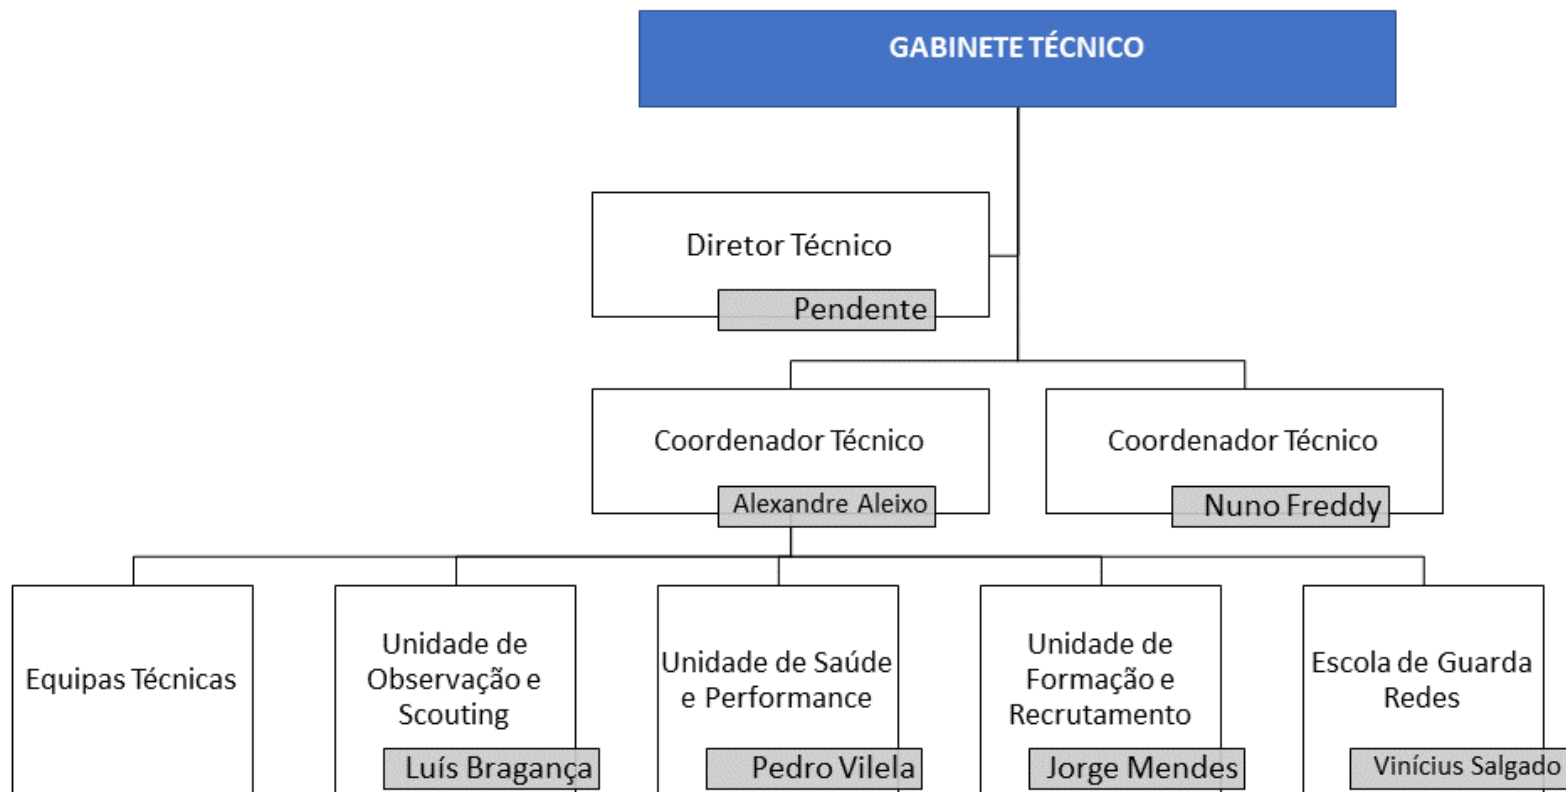 GABINETE TÉCNICO
Diretor Técnico
Pendente
Coordenador Técnico
Alexandre Aleixo
Coordenador Técnico
Nuno Freddy
Equipas Técnicas
Unidade de
Observação e
Scouting
Luís Bragança
Unidade de Saúde
e Performance
Pedro Vilela
Unidade de
Formação e
Recrutamento
Jorge Mendes
Escola de Guarda
Redes
Vinícius Salgado